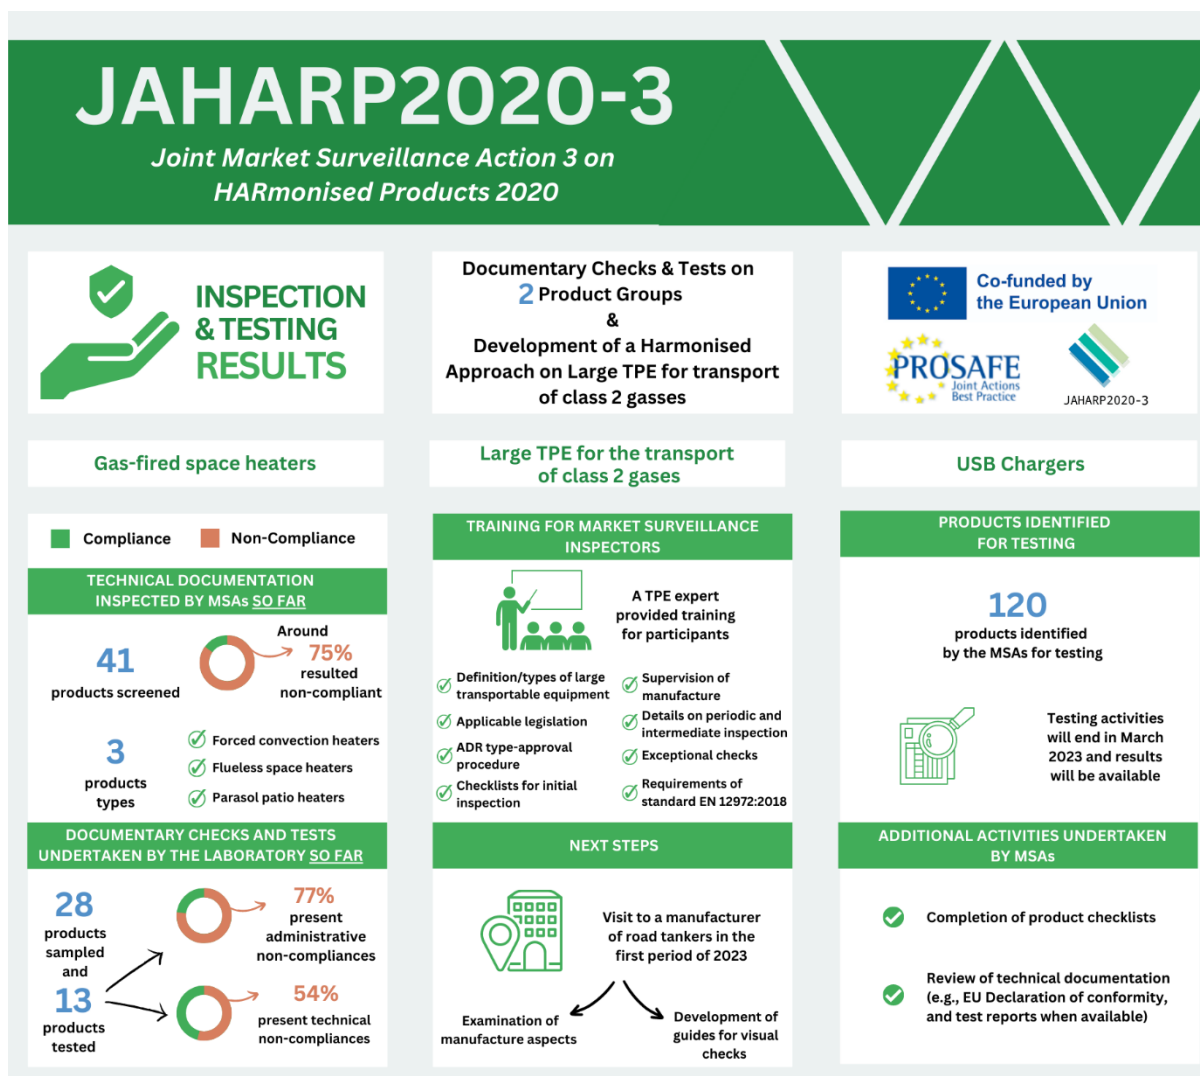 JAHARP2020-3
Joint Market Surveillance Action 3 on
HARmonised Products 2020
INSPECTION
& TESTING
RESULTS
Documentary Checks & Tests on
2 Product Groups
&
Development of a Harmonised
Approach on Large TPE for transport
of class 2 gasses
Co-funded by
the European Union
PROSAFE
Joint Actions
Best Practice
JAHARP2020-3
Gas-fired space heaters
Compliance
Non-Compliance
TECHNICAL DOCUMENTATION
INSPECTED BY MSAs SO FAR
41
products screened
Around
75%
resulted
non-compliant
3
products
types
Forced convection heaters
Flueless space heaters
Parasol patio heaters
DOCUMENTARY CHECKS AND TESTS
UNDERTAKEN BY THE LABORATORY SO FAR
28
products
sampled
and
13
products
tested
77%
present
administrative
non-compliances
54%
present technical
non-compliances
Large TPE for the transport
of class 2 gases
TRAINING FOR MARKET SURVEILLANCE
INSPECTORS
A TPE expert
provided training
for participants
Definition/types of large
transportable equipment
Applicable legislation
ADR type-approval
procedure
Checklists for initial
inspection
Supervision of
manufacture
Details on periodic and
intermediate inspection
Exceptional checks
Requirements of
standard EN 12972:2018
NEXT STEPS
Visit to a manufacturer
of road tankers in the
first period of 2023
Examination of
manufacture aspects
Development of
guides for visual
checks
USB Chargers
PRODUCTS IDENTIFIED
FOR TESTING
120
products identified
by the MSAs for testing
Testing activities
will end in March
2023 and results
will be available
ADDITIONAL ACTIVITIES UNDERTAKEN
BY MSAs
Completion of product checklists
Review of technical documentation
(e.g., EU Declaration of conformity,
and test reports when available)